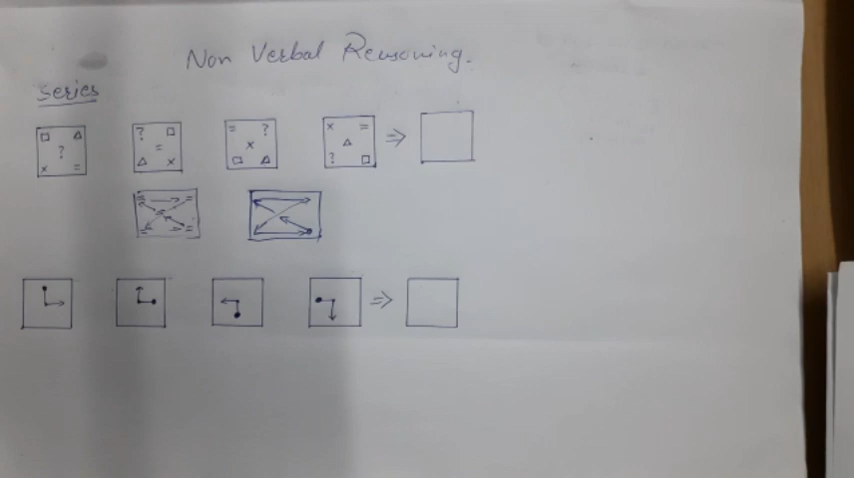 Non Verbal Reasoning.
Series
? x =
? = x
= ? x
x = ?